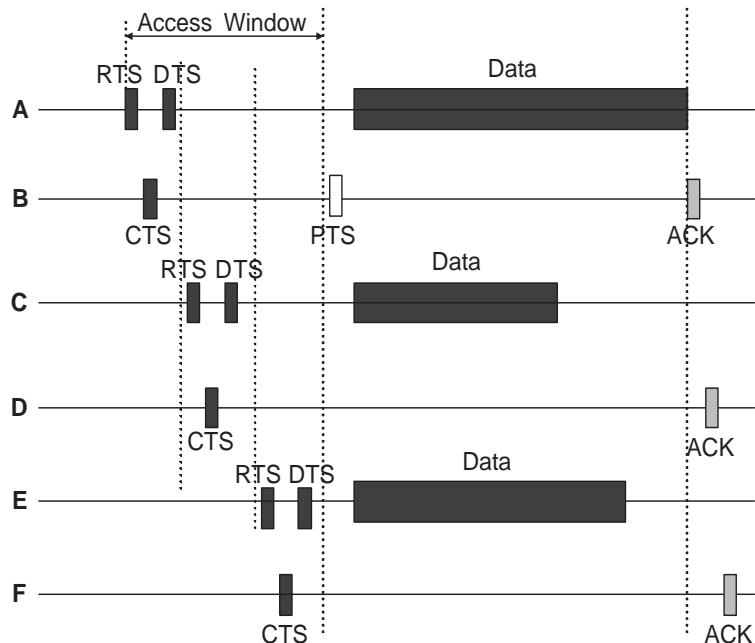 Access Window
RTS DTS
Data
A
B
CTS
PTS
ACK
RTS DTS
Data
C
D
CTS
ACK
RTS DTS
Data
E
F
CTS
ACK